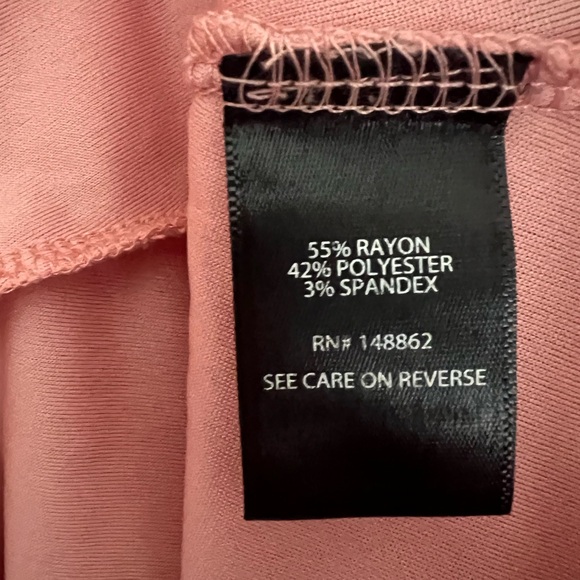 55% RAYON
42% POLYESTER
3% SPANDEX
RN# 148862
SEE CARE ON REVERSE